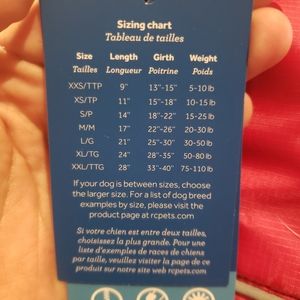 Sizing chart
Tableau de tailles
Size Length Girth Weight
Tailles Longueur Poitrine Poids
XXS/TTP 9" 13"-15" 5-10 lb
XS/TP 11" 15"-18" 10-15 lb
S/P 14" 18"-22" 15-25 lb
M/M 17" 22"-26" 20-30 lb
L/G 21" 25"-30" 30-50 lb
XL/TG 24" 28"-35" 50-80 lb
XXL/TTG 28" 33"-40" 75-110 lb
If your dog is between sizes, choose
the larger size. For a list of dog breed
examples by size, please visit the
product page at rcpets.com
Si votre chien est entre deux tailles,
choisissez la plus grande. Pour une
liste d'exemples de races de chiens
par taille, veuillez visiter la page de ce
produit sur notre site web rcpets.com